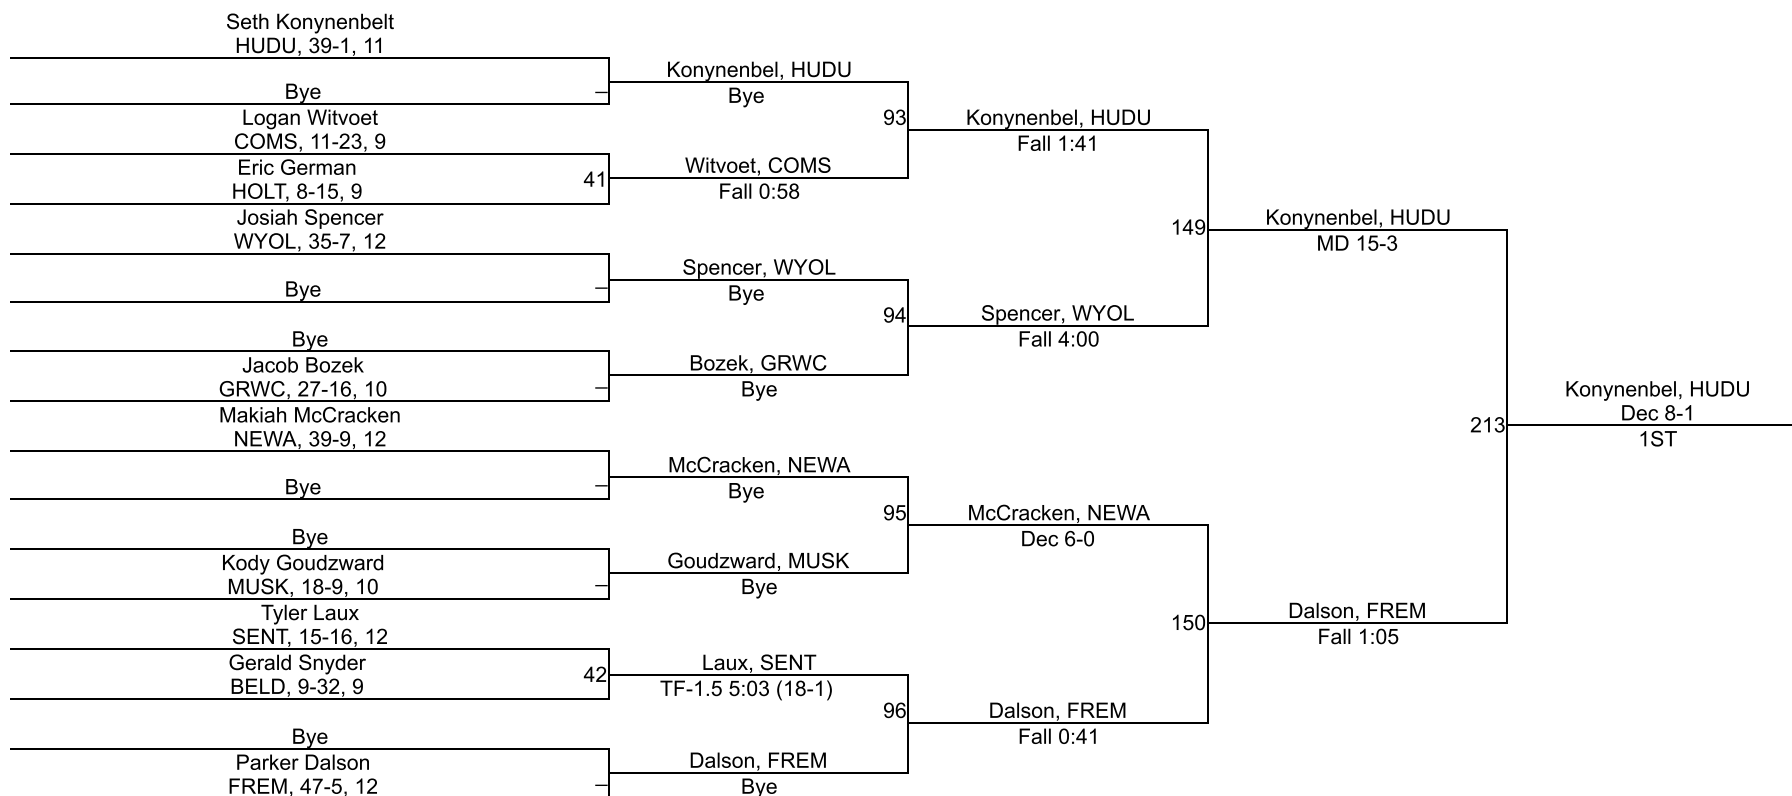 Seth Konynenbelt
HUDU, 39-1, 11
Bye
Logan Witvoet
COMS, 11-23, 9
Eric German
HOLT, 8-15, 9
41
Josiah Spencer
WYOL, 35-7, 12
Bye
Bye
Jacob Bozek
GRWC, 27-16, 10
Makiah McCracken
NEWA, 39-9, 12
Bye
Bye
Kody Goudzward
MUSK, 18-9, 10
Tyler Laux
SENT, 15-16, 12
Gerald Snyder
BELD, 9-32, 9
42
Bye
Parker Dalson
FREM, 47-5, 12
Konynenbel, HUDU
Bye
93
Witvoet, COMS
Fall 0:58
Spencer, WYOL
Bye
94
Bozek, GRWC
Bye
McCracken, NEWA
Bye
95
Goudzward, MUSK
Bye
Laux, SENT
TF-1.5 5:03 (18-1)
96
Dalson, FREM
Bye
Konynenbel, HUDU
Fall 1:41
149
Spencer, WYOL
Fall 4:00
McCracken, NEWA
Dec 6-0
150
Dalson, FREM
Fall 0:41
Konynenbel, HUDU
MD 15-3
213
Dalson, FREM
Fall 1:05
Konynenbel, HUDU
Dec 8-1
1ST